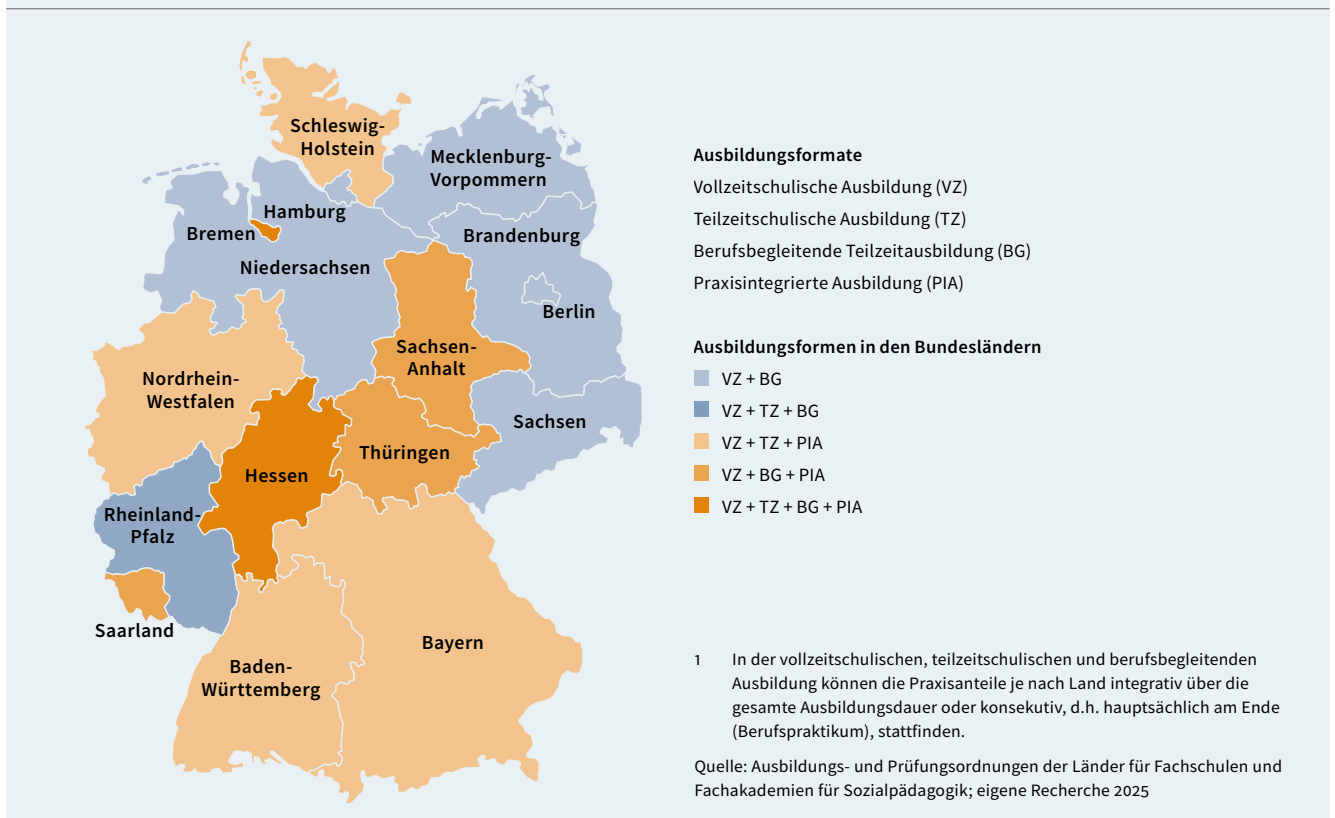 Schleswig-
Holstein
Mecklenburg-
Vorpommern
Hamburg
Bremen
Brandenburg
Niedersachsen
Berlin
Sachsen-
Anhalt
Nordrhein-
Westfalen
Sachsen
Thüringen
Hessen
Rheinland-
Pfalz
Saarland
Bayern
Baden-
Württemberg
Ausbildungsformate
Vollzeitschulische Ausbildung (VZ)
Teilzeitschulische Ausbildung (TZ)
Berufsbegleitende Teilzeitausbildung (BG)
Praxisintegrierte Ausbildung (PIA)
Ausbildungsformen in den Bundesländern
VZ + BG
VZ + TZ + BG
VZ + TZ + PIA
VZ + BG + PIA
VZ + TZ + BG + PIA
1 In der vollzeitschulischen, teilzeitschulischen und berufsbegleitenden
Ausbildung können die Praxisanteile je nach Land integrativ über die
gesamte Ausbildungsdauer oder konsekutiv, d.h. hauptsächlich am Ende
(Berufspraktikum), stattfinden.
Quelle: Ausbildungs- und Prüfungsordnungen der Länder für Fachschulen und
Fachakademien für Sozialpädagogik; eigene Recherche 2025